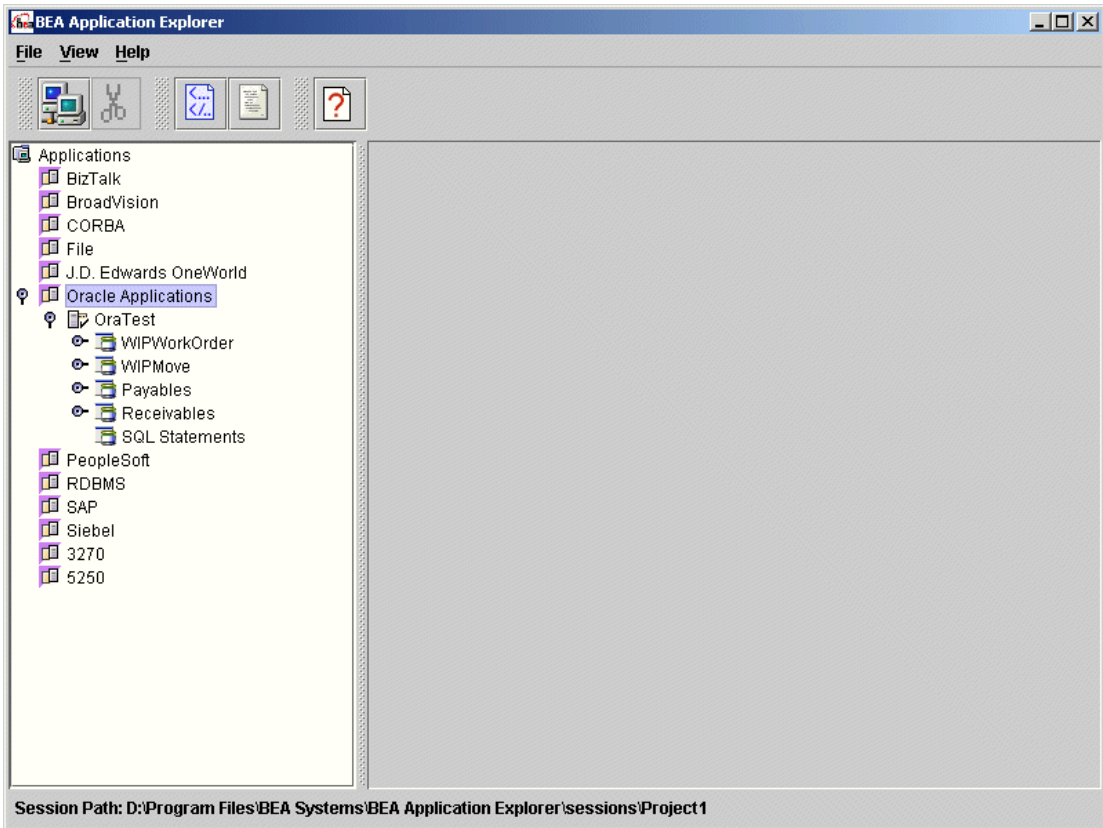 bea BEA Application Explorer
File View Help
<...
</..
?
Applications
BizTalk
BroadVision
CORBA
File
J.D. Edwards OneWorld
Oracle Applications
OraTest
WIPWorkOrder
WIPMove
Payables
Receivables
SQL Statements
PeopleSoft
RDBMS
SAP
Siebel
3270
5250
Session Path: D:\Program Files\BEA Systems\BEA Application Explorer\sessions\Project1